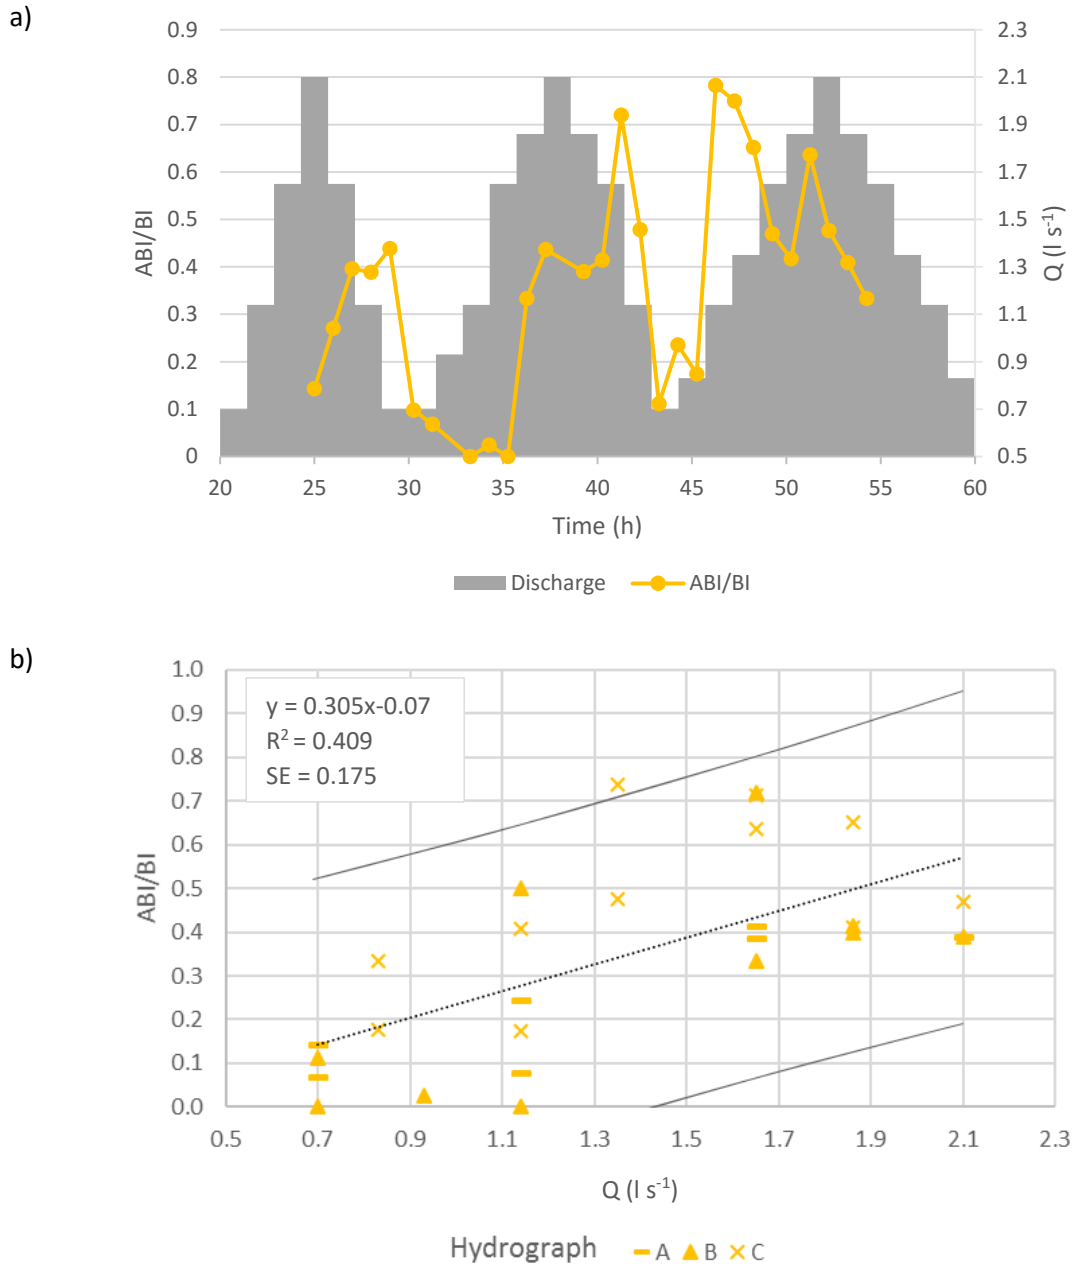 a)
0.9
0.8
0.7
0.6
0.5
0.4
0.3
0.2
0.1
0
ABI/BI
2.3
2.1
1.9
1.7
1.5
1.3
1.1
0.9
0.7
0.5
Q (l s⁻¹)
20 25 30 35 40 45 50 55 60
Time (h)
Discharge ABI/BI
b)
1.0
0.9
0.8
0.7
0.6
0.5
0.4
0.3
0.2
0.1
0.0
ABI/BI
y = 0.305x-0.07
R² = 0.409
SE = 0.175
0.5 0.7 0.9 1.1 1.3 1.5 1.7 1.9 2.1 2.3
Q (l s⁻¹)
Hydrograph A B C